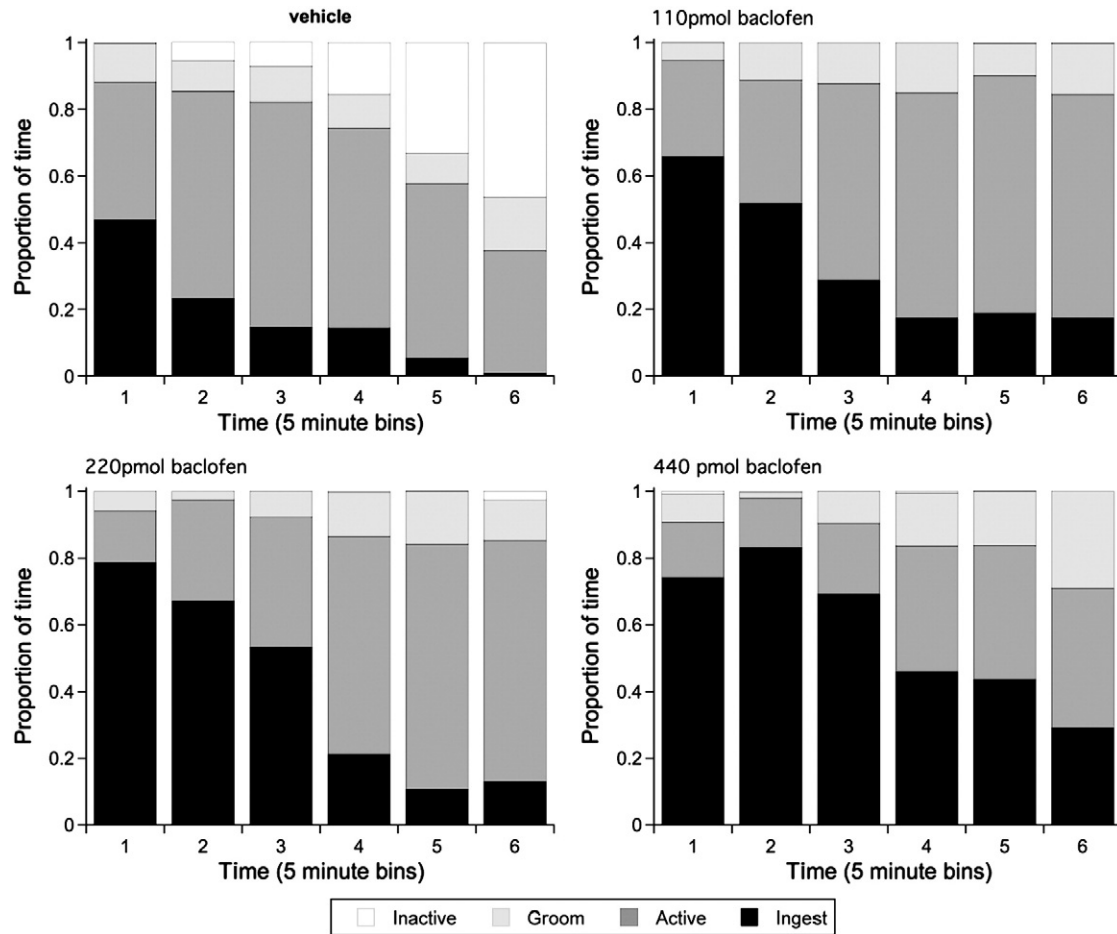 vehicle
Proportion of time
1
0.8
0.6
0.4
0.2
0
1 2 3 4 5 6
Time (5 minute bins)
110pmol baclofen
Proportion of time
1
0.8
0.6
0.4
0.2
0
1 2 3 4 5 6
Time (5 minute bins)
220pmol baclofen
Proportion of time
1
0.8
0.6
0.4
0.2
0
1 2 3 4 5 6
Time (5 minute bins)
440 pmol baclofen
Proportion of time
1
0.8
0.6
0.4
0.2
0
1 2 3 4 5 6
Time (5 minute bins)
Inactive Groom Active Ingest